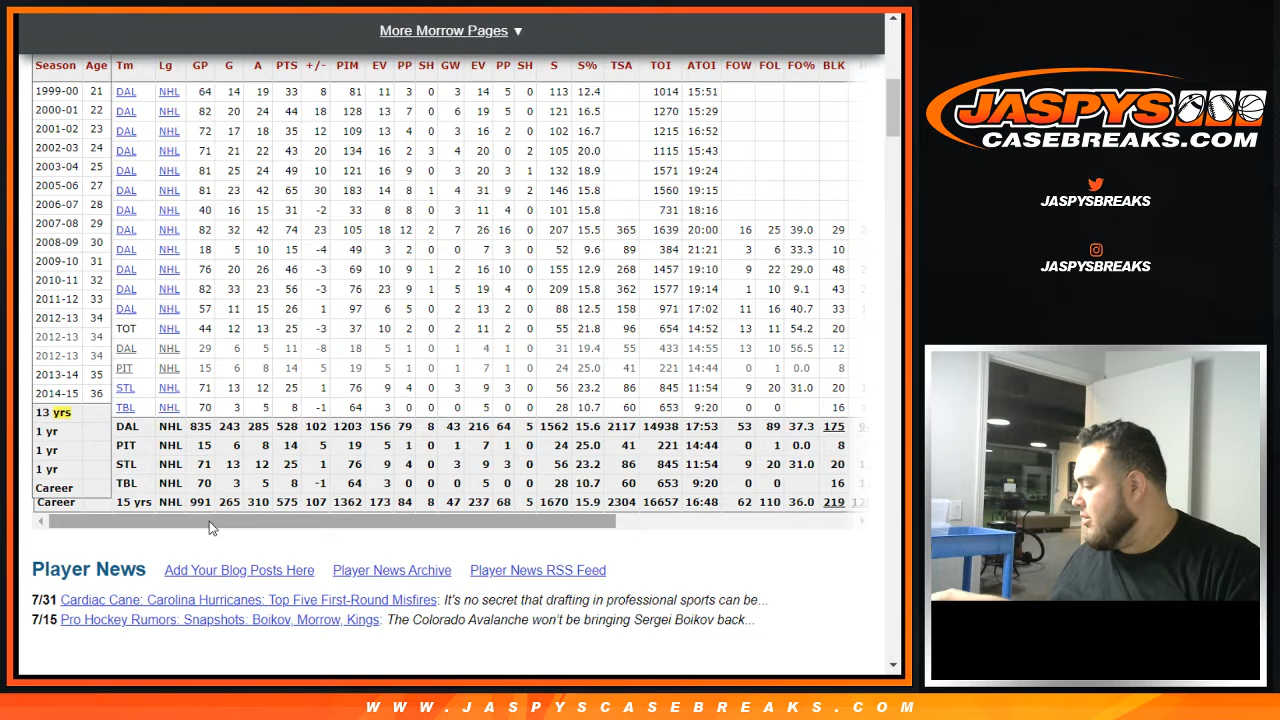 More Morrow Pages ▼
Season Age Tm Lg GP G A PTS +/- PIM EV PP SH GW EV PP SH S S% TSA TOI ATOI FOW FOL FO% BLK
1999-00 21 DAL NHL 64 14 19 33 8 81 11 3 0 3 14 5 0 113 12.4 1014 15:51
2000-01 22 DAL NHL 82 20 24 44 18 128 13 7 0 6 19 5 0 121 16.5 1270 15:29
2001-02 23 DAL NHL 72 17 18 35 12 109 13 4 0 3 16 2 0 102 16.7 1215 16:52
2002-03 24 DAL NHL 71 21 22 43 20 134 16 2 3 4 20 0 2 105 20.0 1115 15:43
2003-04 25 DAL NHL 81 25 24 49 10 121 16 9 0 3 20 3 1 132 18.9 1571 19:24
2005-06 27 DAL NHL 81 23 42 65 30 183 14 8 1 4 31 9 2 146 15.8 1560 19:15
2006-07 28 DAL NHL 40 16 15 31 -2 33 8 8 0 3 11 4 0 101 15.8 731 18:16
2007-08 29 DAL NHL 82 32 42 74 23 105 18 12 2 7 26 16 0 207 15.5 365 1639 20:00 16 25 39.0 29
2008-09 30 DAL NHL 18 5 10 15 -4 49 3 2 0 0 7 3 0 52 9.6 89 384 21:21 3 6 33.3 10
2009-10 31 DAL NHL 76 20 26 46 -3 69 10 9 1 2 16 10 0 155 12.9 268 1457 19:10 9 22 29.0 48
2010-11 32 DAL NHL 82 33 23 56 -3 76 23 9 1 5 19 4 0 209 15.8 362 1577 19:14 1 10 9.1 43
2011-12 33 DAL NHL 57 11 15 26 1 97 6 5 0 2 13 2 0 88 12.5 158 971 17:02 11 16 40.7 33
2012-13 34 TOT NHL 44 12 13 25 -3 37 10 2 0 2 11 2 0 55 21.8 96 654 14:52 13 11 54.2 20
2012-13 34 DAL NHL 29 6 5 11 -8 18 5 1 0 1 4 1 0 31 19.4 55 433 14:55 13 10 56.5 12
2012-13 34 PIT NHL 15 6 8 14 5 19 5 1 0 1 7 1 0 24 25.0 41 221 14:44 0 1 0.0 8
2013-14 35 STL NHL 71 13 12 25 1 76 9 4 0 3 9 3 0 56 23.2 86 845 11:54 9 20 31.0 20
2014-15 36 TBL NHL 70 3 5 8 -1 64 3 0 0 0 5 0 0 28 10.7 60 653 9:20 16
13 yrs DAL NHL 835 243 285 528 102 1203 156 79 8 43 216 64 5 1562 15.6 2117 14938 17:53 53 89 37.3 175
1 yr PIT NHL 15 6 8 14 5 19 5 1 0 1 7 1 0 24 25.0 41 221 14:44 0 1 0.0 8
1 yr STL NHL 71 13 12 25 1 76 9 4 0 3 9 3 0 56 23.2 86 845 11:54 9 20 31.0 20
1 yr TBL NHL 70 3 5 8 -1 64 3 0 0 0 5 0 0 28 10.7 60 653 9:20 16
Career
Career 15 yrs NHL 991 265 310 575 107 1362 173 84 8 47 237 68 5 1670 15.9 2304 16657 16:48 62 110 36.0 219
Player News Add Your Blog Posts Here Player News Archive Player News RSS Feed
7/31 Cardiac Cane: Carolina Hurricanes: Top Five First-Round Misfires: It's no secret that drafting in professional sports can be...
7/15 Pro Hockey Rumors: Snapshots: Boikov, Morrow, Kings: The Colorado Avalanche won't be bringing Sergei Boikov back...
JASPYS
CASEBREAKS.COM
JASPYSBREAKS
JASPYSBREAKS
WWW.JASPYSCASEBREAKS.COM